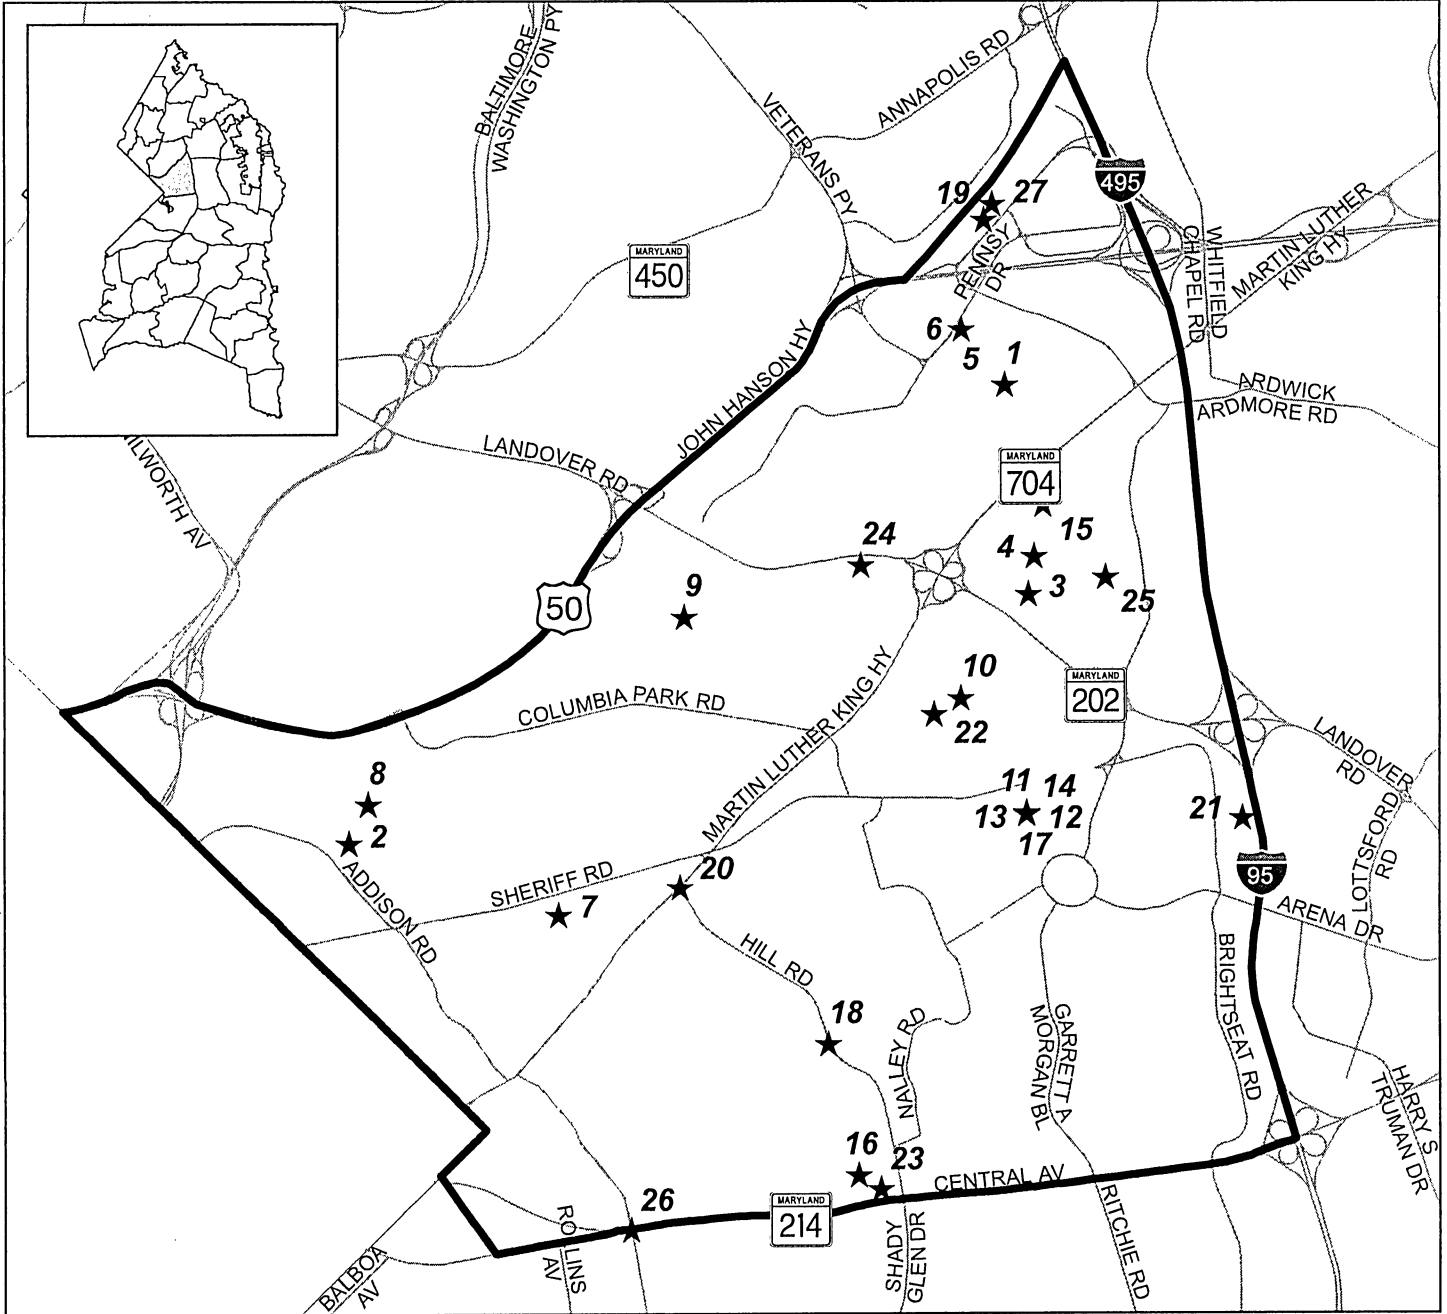 BALTIMORE
WASHINGTON PY
ANNAPOLIS RD
VETERANS PY
495
19
27
WHITFIELD
CHAPEL RD
MARTIN LUTHER
KING HY
MARYLAND
450
PENNSY
DR
6
5
1
JOHN HANSON HY
ARDWICK
ARDMORE RD
LANDOVER RD
ILWORTH AV
MARYLAND
704
15
24
4
3
25
9
50
10
22
MARYLAND
202
COLUMBIA PARK RD
MARTIN LUTHER KING HY
LANDOVER
RD
8
2
11
14
13
12
17
21
LOTTSFORD
RD
95
ADDISON RD
SHERIFF RD
20
7
ARENA DR
HILL RD
BRIGHTSEAT RD
18
NALLEY RD
GARRETT A
MORGAN BL
HARRY S
TRUMAN DR
16
23
CENTRAL AV
26
MARYLAND
214
ROLLINS
AV
BALBOA
AV
SHADY
GLEN DR
RITCHIE RD